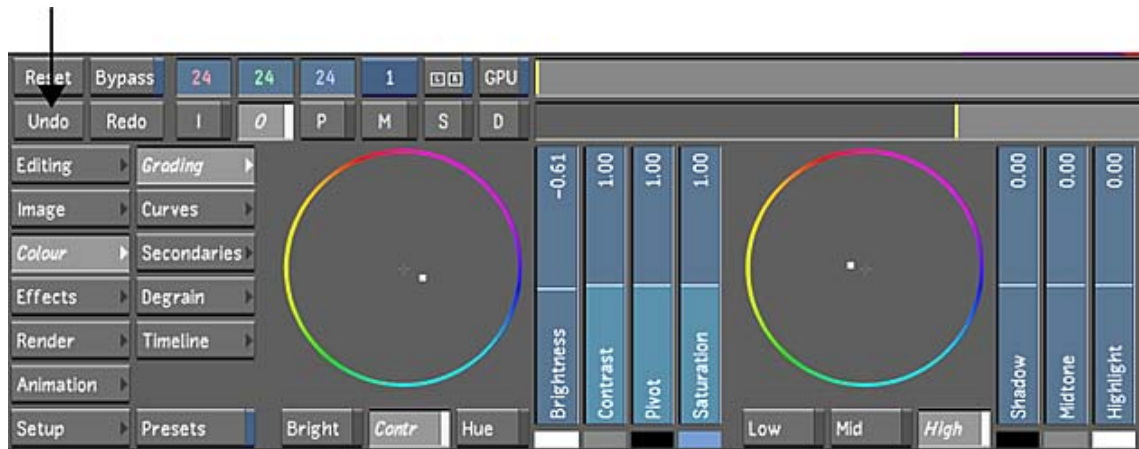 Reset Bypass 24 24 24 1 L R GPU
Undo Redo I O P M S D
Editing Grading
Image Curves
Colour Secondaries
Effects Degrain
Render Timeline
Animation
Setup Presets
Bright Contr Hue
Brightness -0.61
Contrast 1.00
Pivot 1.00
Saturation 1.00
Low Mid High
Shadow 0.00
Midtone 0.00
Highlight 0.00